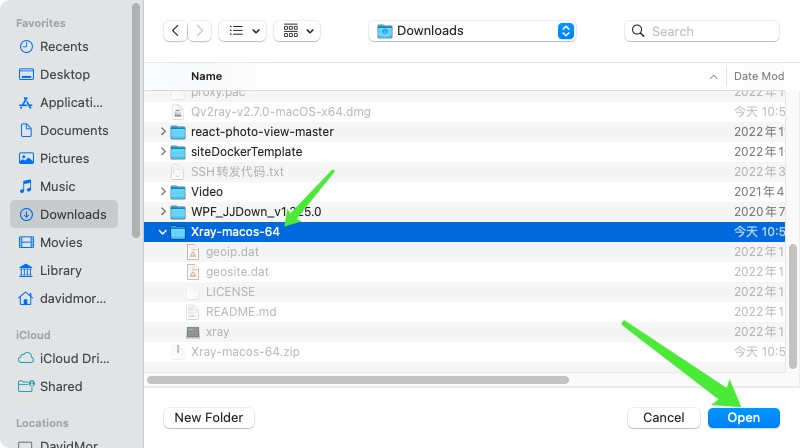 Favorites
Recents
Desktop
Applicati...
Documents
Pictures
Music
Downloads
Movies
Library
davidmor...
iCloud
iCloud Dri...
Shared
Locations
DavidMor
Downloads
Search
Name
Date Mod
proxy.pac
2022年1
Qv2ray-v2.7.0-macOS-x64.dmg
今天 10:5
react-photo-view-master
2022年1
siteDockerTemplate
2022年1
SSH转发代码.txt
2022年3
Video
2021年4
WPF_JJDown_v1.225.0
2020年7
Xray-macos-64
今天 10:5
geoip.dat
2022年1
geosite.dat
2022年1
LICENSE
2022年1
README.md
2022年1
xray
2022年1
Xray-macos-64.zip
今天 10:5
New Folder
Cancel
Open